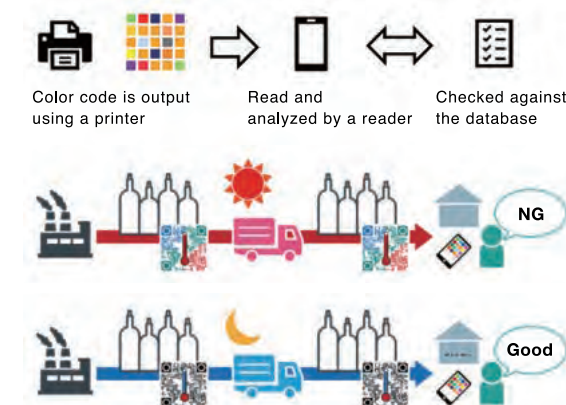 Color code is output
using a printer
Read and
analyzed by a reader
Checked against
the database
NG
Good